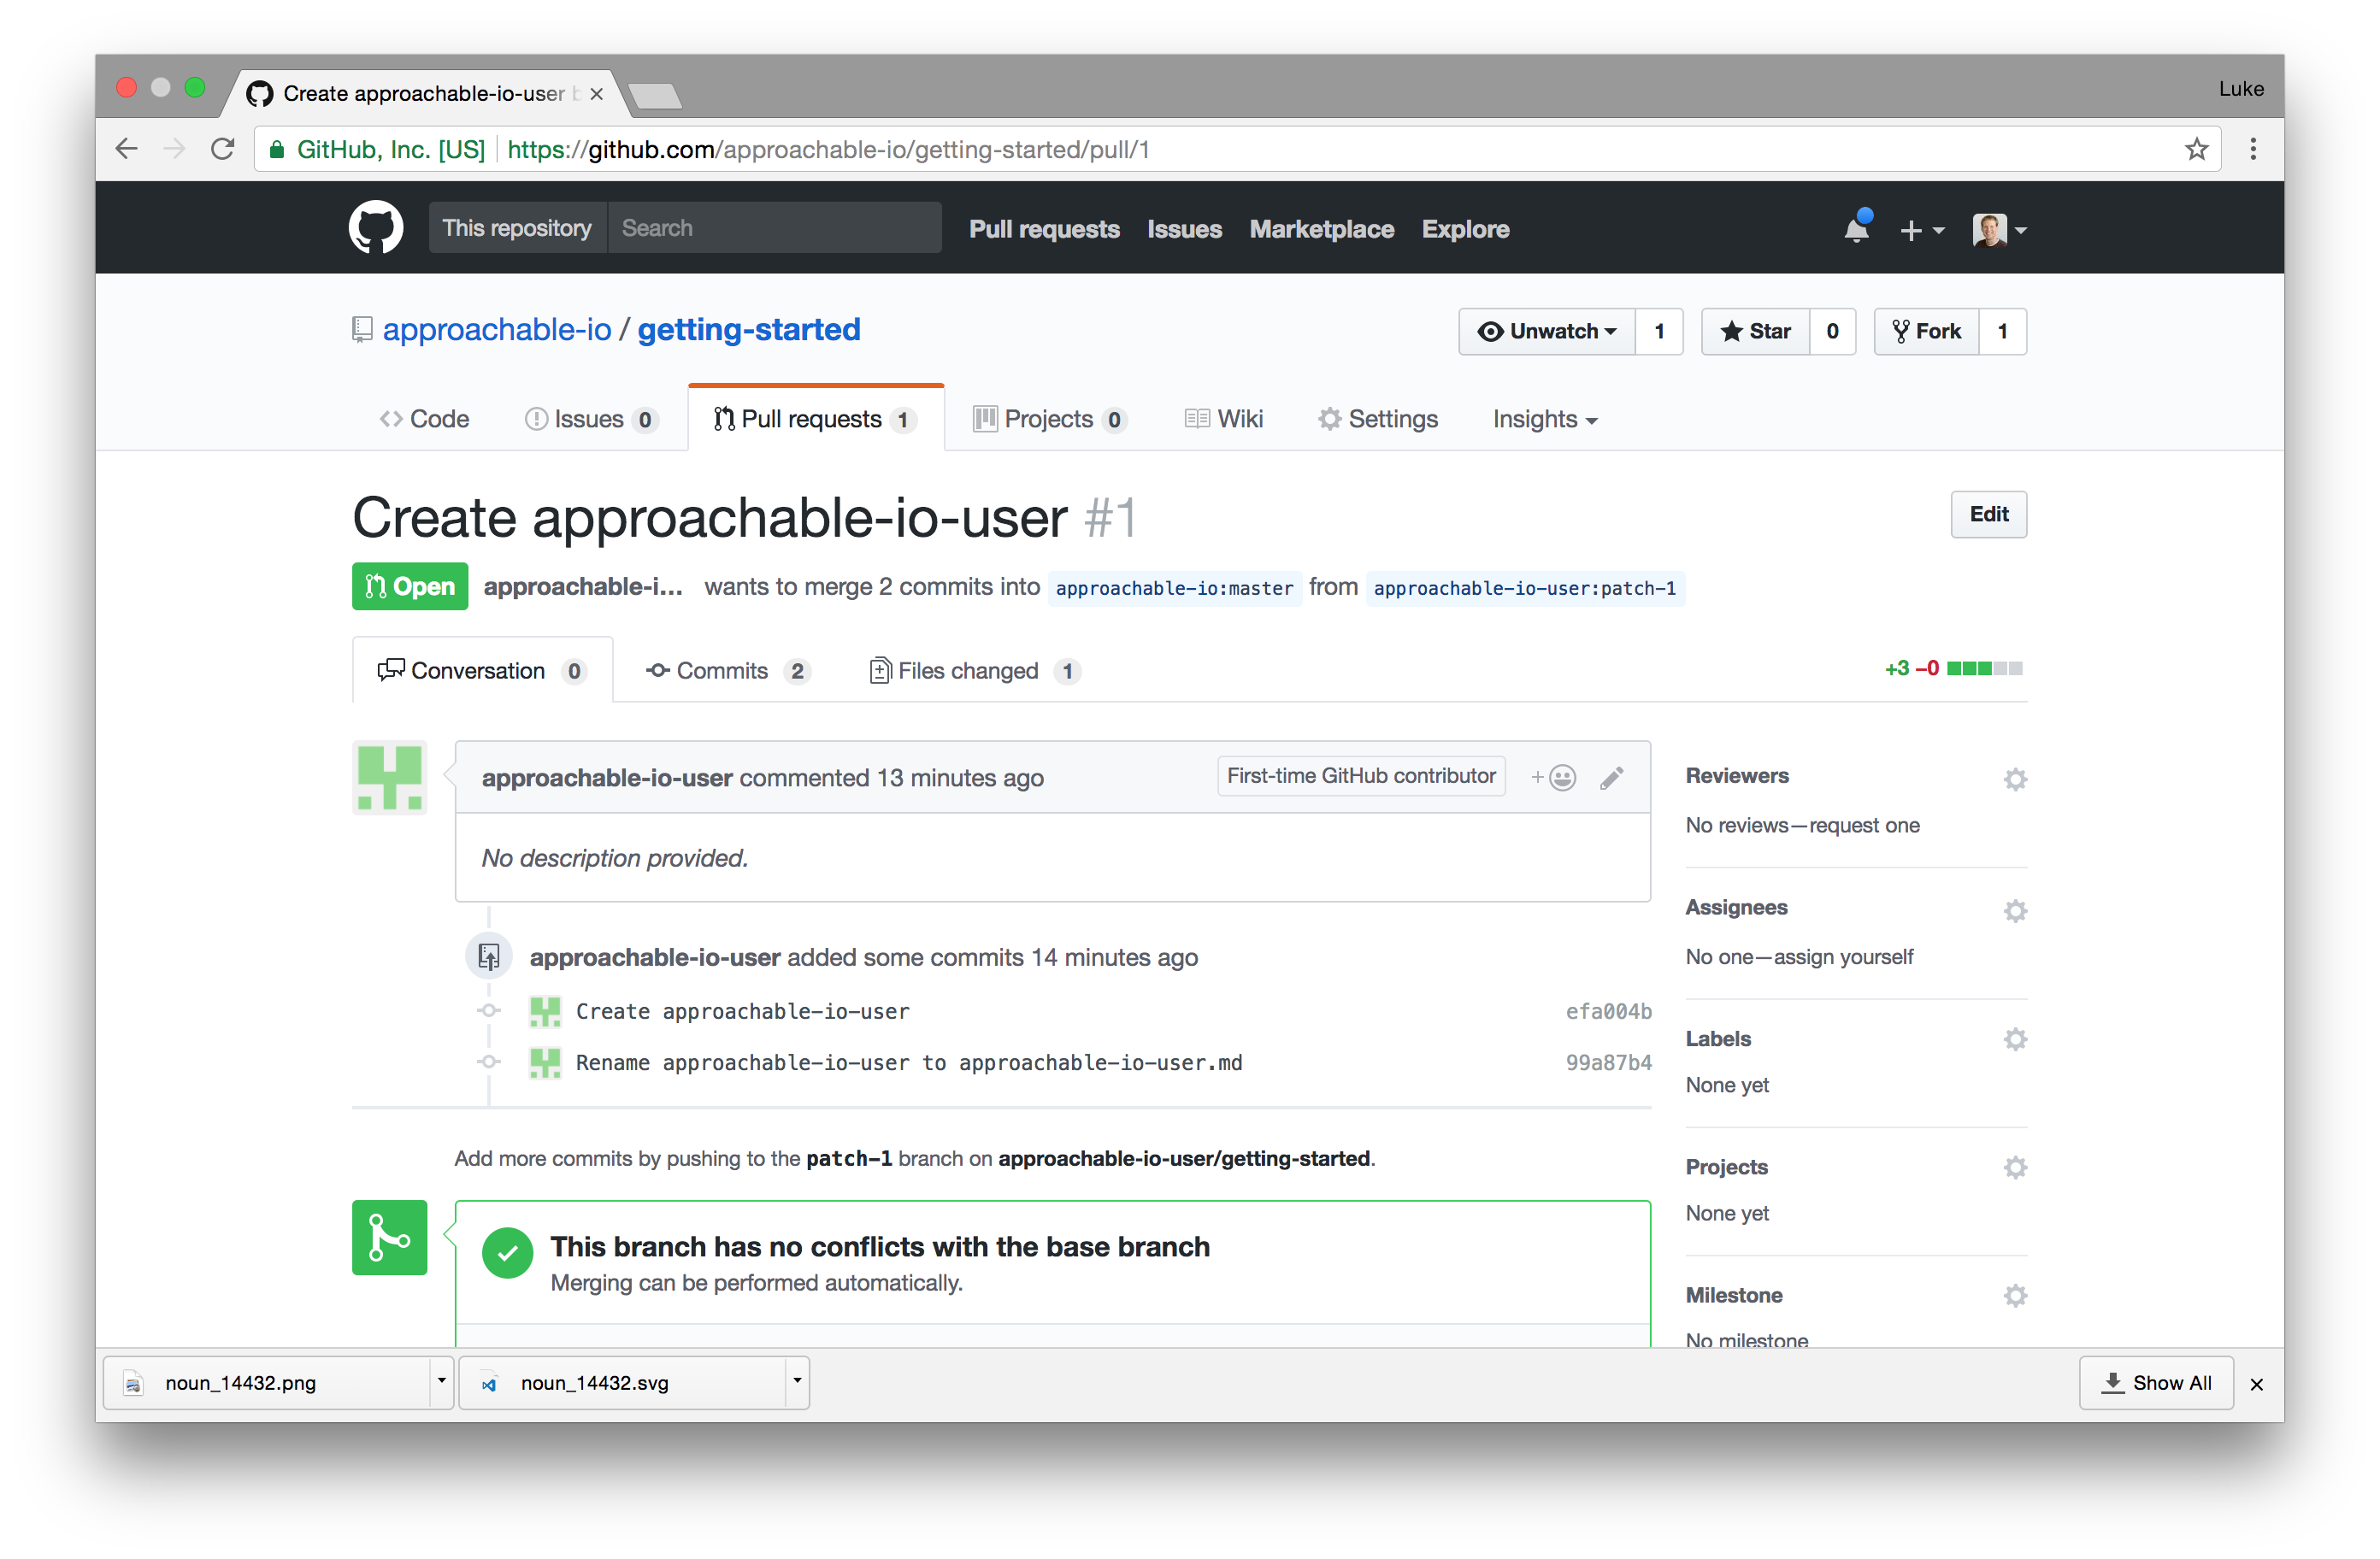 Create approachable-io-user
Luke
GitHub, Inc. [US] https://github.com/approachable-io/getting-started/pull/1
This repository Search Pull requests Issues Marketplace Explore
approachable-io / getting-started Unwatch 1 Star 0 Fork 1
Code Issues 0 Pull requests 1 Projects 0 Wiki Settings Insights
Create approachable-io-user #1 Edit
Open approachable-i... wants to merge 2 commits into approachable-io:master from approachable-io-user:patch-1
Conversation 0 Commits 2 Files changed 1 +3 −0
approachable-io-user commented 13 minutes ago First-time GitHub contributor
No description provided.
approachable-io-user added some commits 14 minutes ago
Create approachable-io-user efa004b
Rename approachable-io-user to approachable-io-user.md 99a87b4
Add more commits by pushing to the patch-1 branch on approachable-io-user/getting-started.
This branch has no conflicts with the base branch
Merging can be performed automatically.
Reviewers
No reviews—request one
Assignees
No one—assign yourself
Labels
None yet
Projects
None yet
Milestone
No milestone
noun_14432.png noun_14432.svg Show All